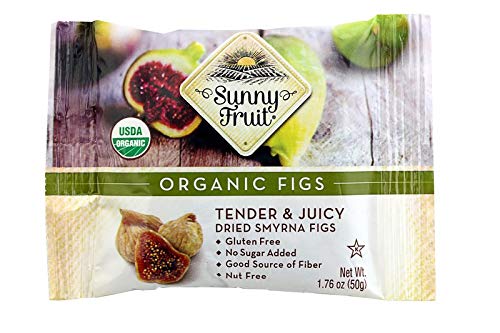 Sunny
Fruit®
USDA
ORGANIC
ORGANIC FIGS
TENDER & JUICY
DRIED SMYRNA FIGS
• Gluten Free
• No Sugar Added
• Good Source of Fiber
• Nut Free
K
Net Wt.
1.76 oz (50g)